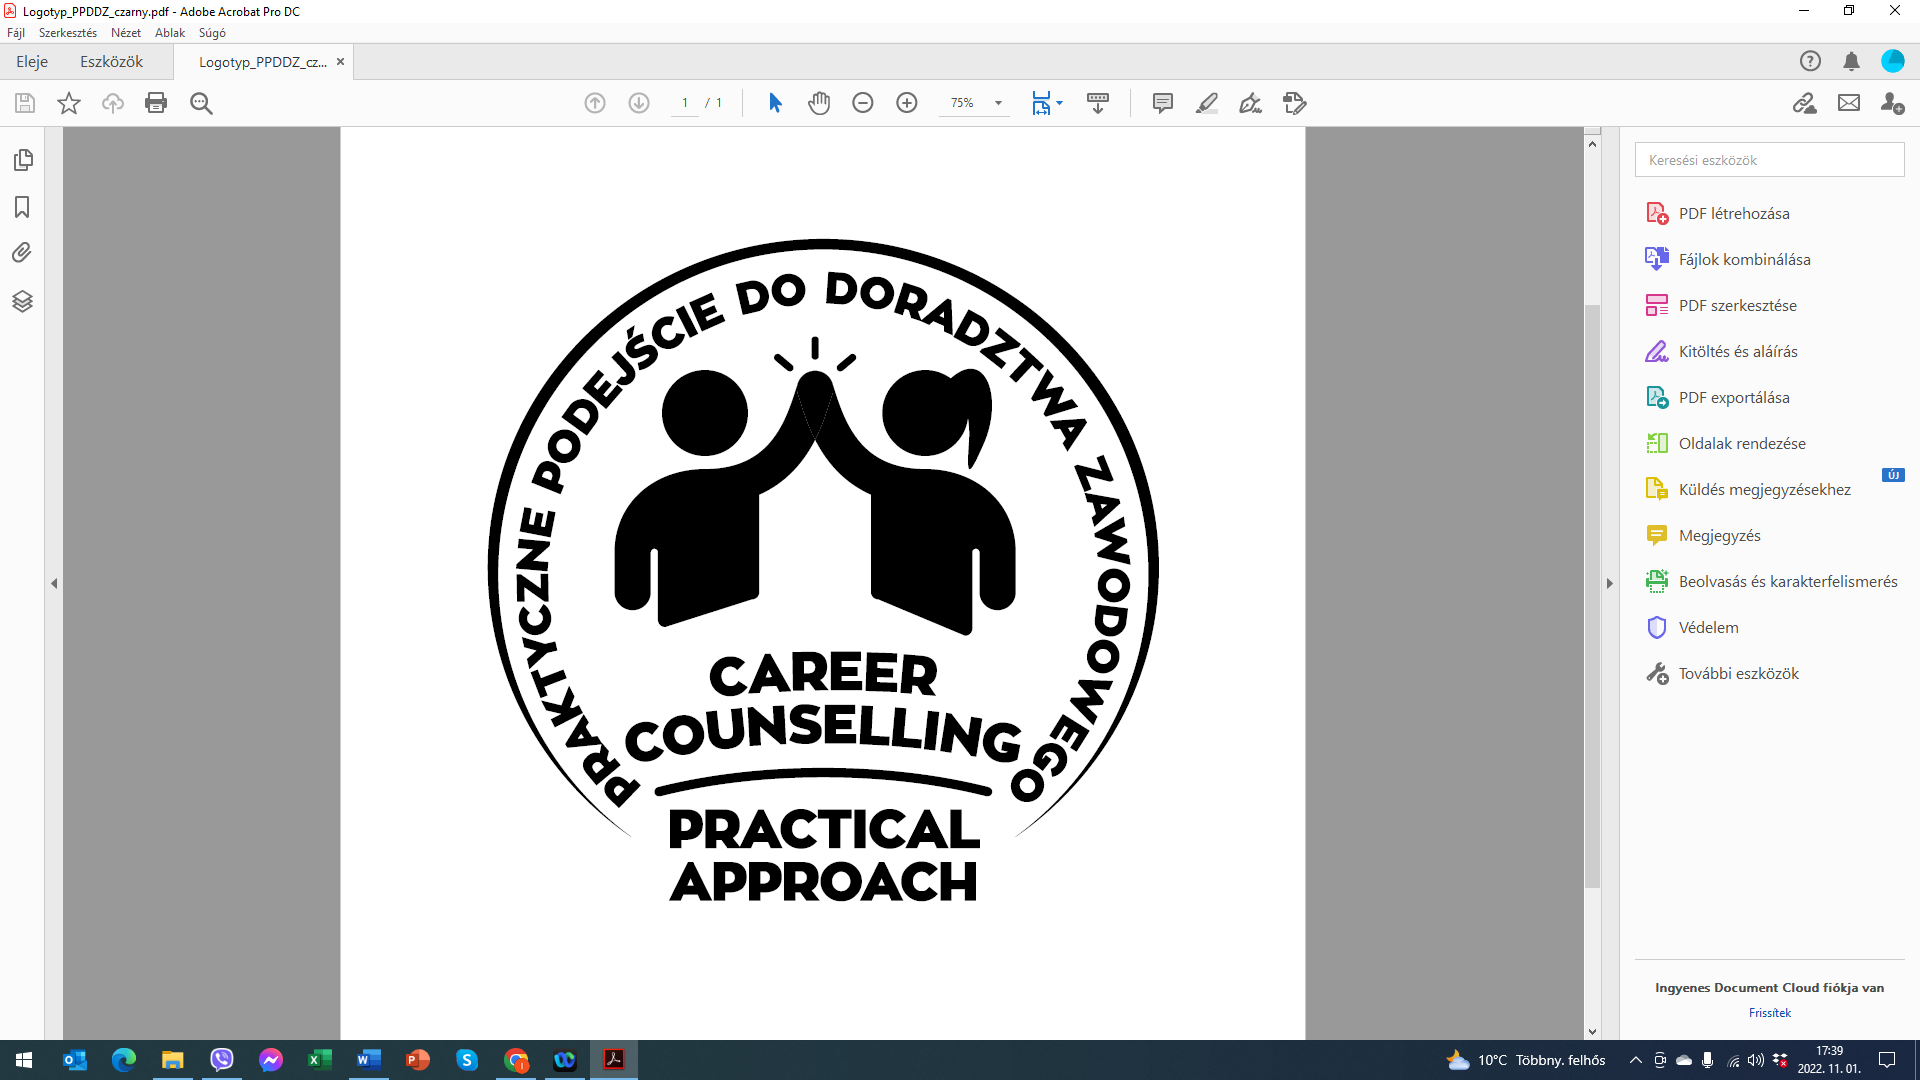 Logotyp_PPDDZ_czarny.pdf - Adobe Acrobat Pro DC
Fájl Szerkesztés Nézet Ablak Súgó
Eleje Eszközök Logotyp_PPDDZ_cz...
1 / 1 75%
Keresési eszközök
PDF létrehozása
Fájlok kombinálása
PDF szerkesztése
Kitöltés és aláírás
PDF exportálása
Oldalak rendezése
ÚJ
Küldés megjegyzésekhez
Megjegyzés
Beolvasás és karakterfelismerés
Védelem
További eszközök
Ingyenes Document Cloud fiókja van
Frissítek
PRAKTYCZNE PODEJŚCIE DO DORADZTWA ZAWODOWEGO
CAREER
COUNSELLING
PRACTICAL
APPROACH
10°C Többny. felhős
17:39
2022. 11. 01.